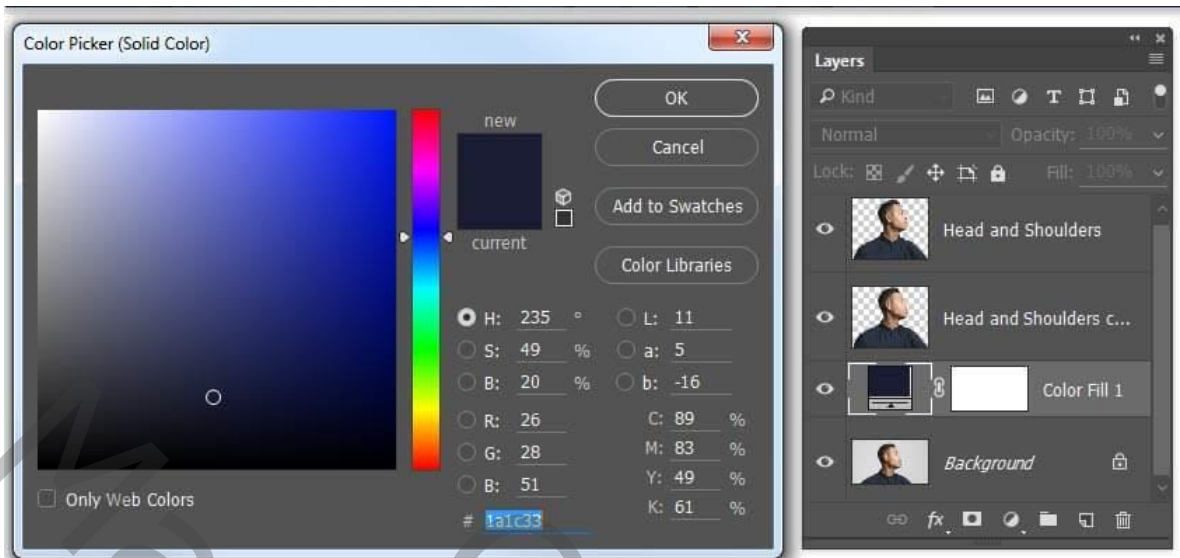 Color Picker (Solid Color)
new
current
OK
Cancel
Add to Swatches
Color Libraries
H: 235 °
S: 49 %
B: 20 %
R: 26
G: 28
B: 51
# 1a1c33
L: 11
a: 5
b: -16
C: 89 %
M: 83 %
Y: 49 %
K: 61 %
Only Web Colors
Layers
Kind
Normal Opacity: 100%
Lock: Fill: 100%
Head and Shoulders
Head and Shoulders c...
Color Fill 1
Background
fx